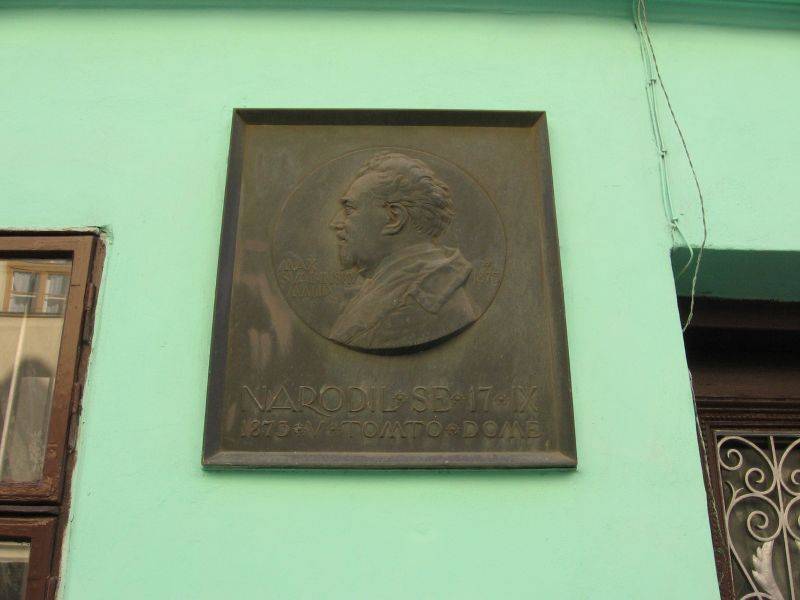 MAX
NARODIL * SE * 17 * IX
1873 * V * TOMTO * DOMĚ